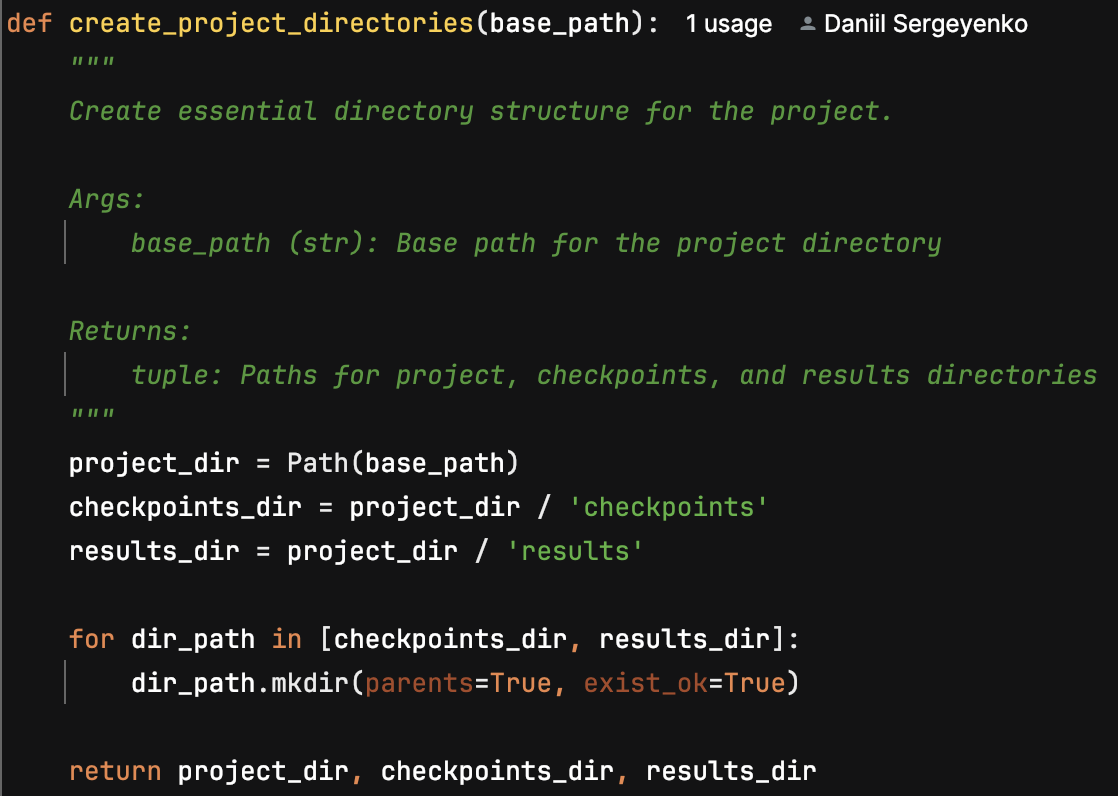 def create_project_directories(base_path): 1 usage Daniil Sergeyenko
"""
Create essential directory structure for the project.
Args:
base_path (str): Base path for the project directory
Returns:
tuple: Paths for project, checkpoints, and results directories
"""
project_dir = Path(base_path)
checkpoints_dir = project_dir / 'checkpoints'
results_dir = project_dir / 'results'
for dir_path in [checkpoints_dir, results_dir]:
dir_path.mkdir(parents=True, exist_ok=True)
return project_dir, checkpoints_dir, results_dir